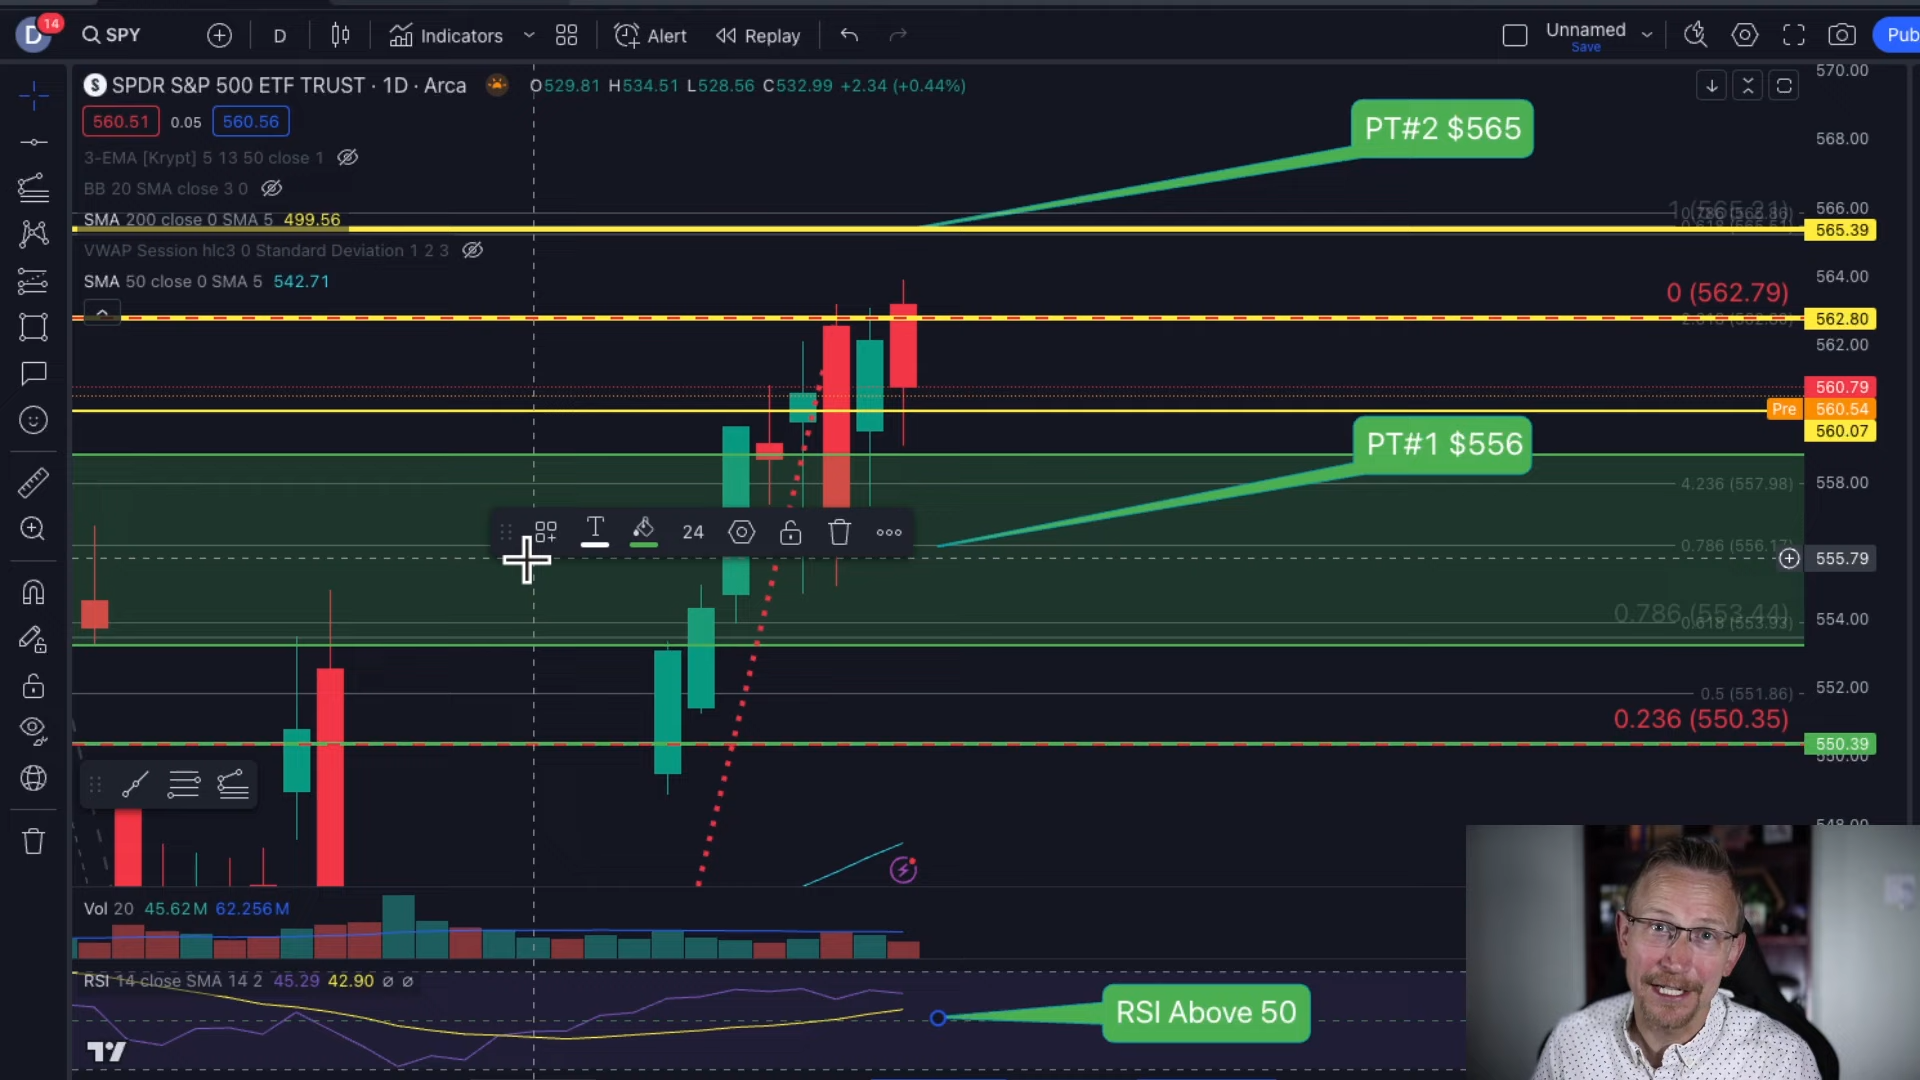 D 14
SPY
D
Indicators
Alert
Replay
Unnamed
Save
Pub
S SPDR S&P 500 ETF TRUST · 1D · Arca
O529.81 H534.51 L528.56 C532.99 +2.34 (+0.44%)
560.51 0.05 560.56
3-EMA [Krypt] 5 13 50 close 1
BB 20 SMA close 3 0
SMA 200 close 0 SMA 5 499.56
VWAP Session hlc3 0 Standard Deviation 1 2 3
SMA 50 close 0 SMA 5 542.71
PT#2 $565
570.00
568.00
566.00
565.39
564.00
0 (562.79)
562.80
562.00
560.79
Pre 560.54
560.07
PT#1 $556
4.236 (557.98)
558.00
T 24
0.786 (556.17)
555.79
0.786 (553.44)
0.618 (553.93)
554.00
552.00
0.5 (551.86)
0.236 (550.35)
550.39
550.00
548.00
Vol 20 45.62M 62.256M
RSI 14 close SMA 14 2 45.29 42.90 ∅ ∅
RSI Above 50